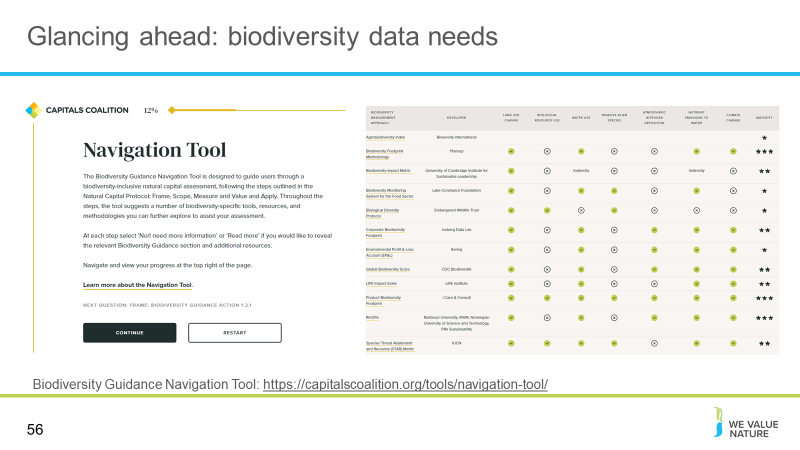 Glancing ahead: biodiversity data needs
CAPITALS COALITION 12%
Navigation Tool
The Biodiversity Guidance Navigation Tool is designed to guide users through a
biodiversity-inclusive natural capital assessment, following the steps outlined in the
Natural Capital Protocol; Frame, Scope, Measure and Value and Apply. Throughout the
steps, the tool suggests a number of biodiversity-specific tools, resources, and
methodologies you can further explore to assist your assessment.
At each step select 'No/I need more information' or 'Read more' if you would like to reveal
the relevant Biodiversity Guidance section and additional resources.
Navigate and view your progress at the top right of the page.
Learn more about the Navigation Tool.
NEXT QUESTION: FRAME: BIODIVERSITY GUIDANCE ACTION 1.2.1
CONTINUE RESTART
BIODIVERSITY
MEASUREMENT
APPROACH
DEVELOPER
LAND USE
CHANGE
BIOLOGICAL
RESOURCE USE
WATER USE
INVASIVE ALIEN
SPECIES
ATMOSPHERIC
NITROGEN
DEPOSITION
NUTRIENT
EMISSIONS TO
WATER
CLIMATE
CHANGE
MATURITY
Agrobiodiversity Index Bioversity International
Biodiversity Footprint
Methodology
Plansup
Biodiversity Impact Metric
University of Cambridge Institute for
Sustainable Leadership
Indirectly Indirectly
Biodiversity Monitoring
System for the Food Sector
Lake Constance Foundation
Biological Diversity
Protocol
Endangered Wildlife Trust
Corporate Biodiversity
Footprint
Iceberg Data Lab
Environmental Profit & Loss
Account (EP&L)
Kering
Global Biodiversity Score CDC Biodiversité
LIFE Impact Index LIFE Institute
Product Biodiversity
Footprint
I Care & Consult
ReCiPe
Radboud University; RIVM; Norwegian
University of Science and Technology;
PRé Sustainability
Species Threat Abatement
and Recovery (STAR) Metric
IUCN
Biodiversity Guidance Navigation Tool: https://capitalscoalition.org/tools/navigation-tool/
56
WE VALUE
NATURE